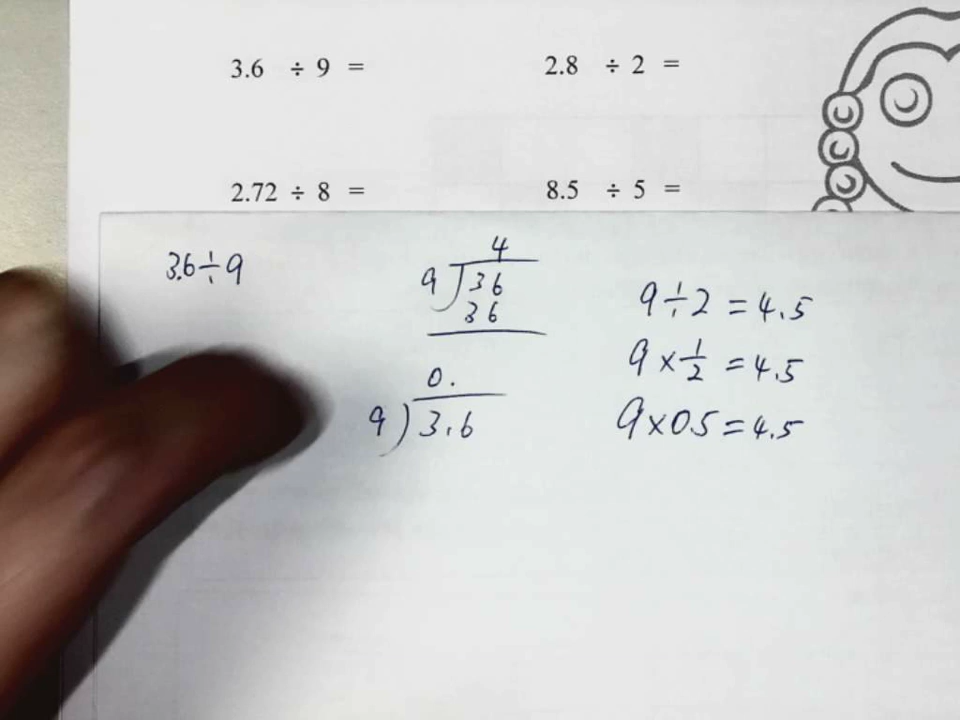 3.6 ÷ 9 =
2.8 ÷ 2 =
2.72 ÷ 8 =
8.5 ÷ 5 =
3.6÷9
4
9)36
36
0.
9)3.6
9÷2=4.5
9×1/2=4.5
9×0.5=4.5